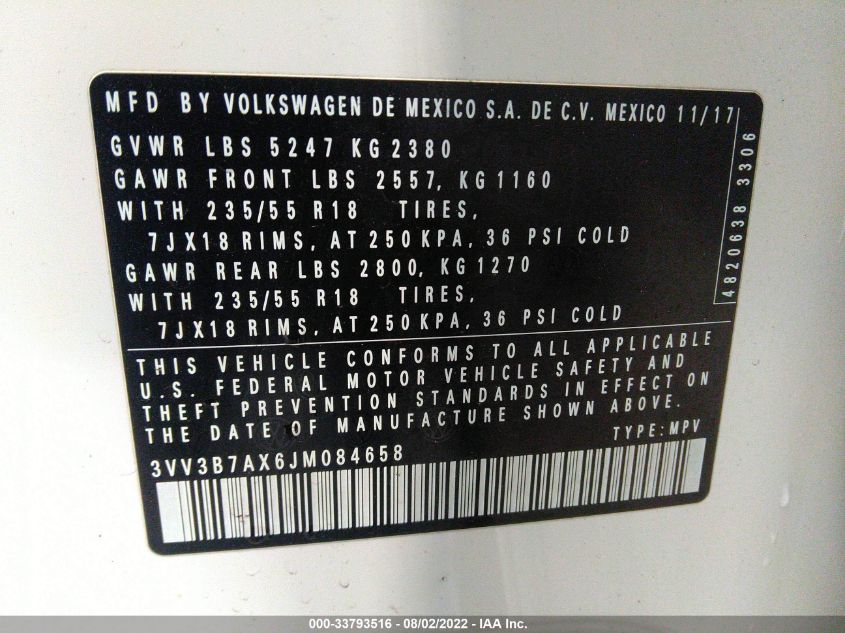 MFD BY VOLKSWAGEN DE MEXICO S.A. DE C.V. MEXICO 11/17
GVWR LBS 5247 KG 2380
GAWR FRONT LBS 2557, KG 1160
WITH 235/55 R18 TIRES,
7JX18 RIMS, AT 250 KPA, 36 PSI COLD
GAWR REAR LBS 2800, KG 1270
WITH 235/55 R18 TIRES,
7JX18 RIMS, AT 250 KPA, 36 PSI COLD
4820638 3306
THIS VEHICLE CONFORMS TO ALL APPLICABLE
U.S. FEDERAL MOTOR VEHICLE SAFETY AND
THEFT PREVENTION STANDARDS IN EFFECT ON
THE DATE OF MANUFACTURE SHOWN ABOVE.
TYPE: MPV
3VV3B7AX6JM084658
000-33793516 - 08/02/2022 - IAA Inc.